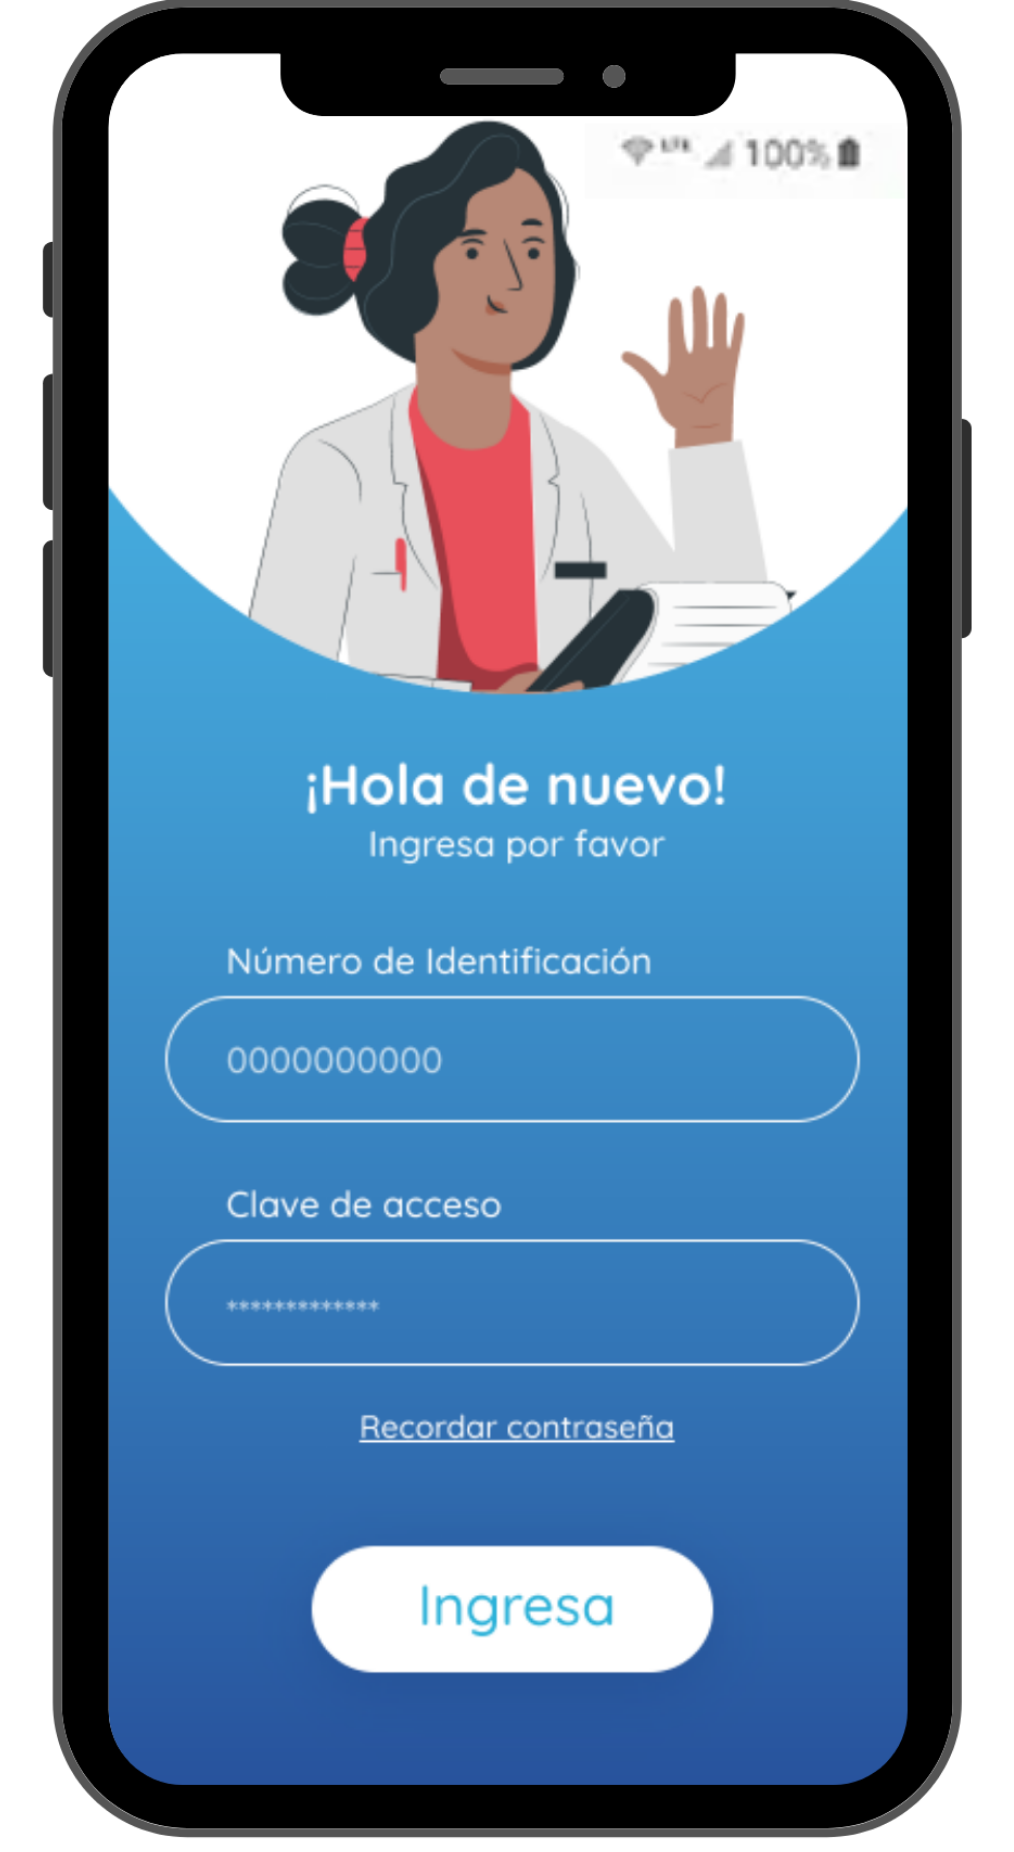 LTE 100%
¡Hola de nuevo!
Ingresa por favor
Número de Identificación
0000000000
Clave de acceso
*************
Recordar contraseña
Ingresa